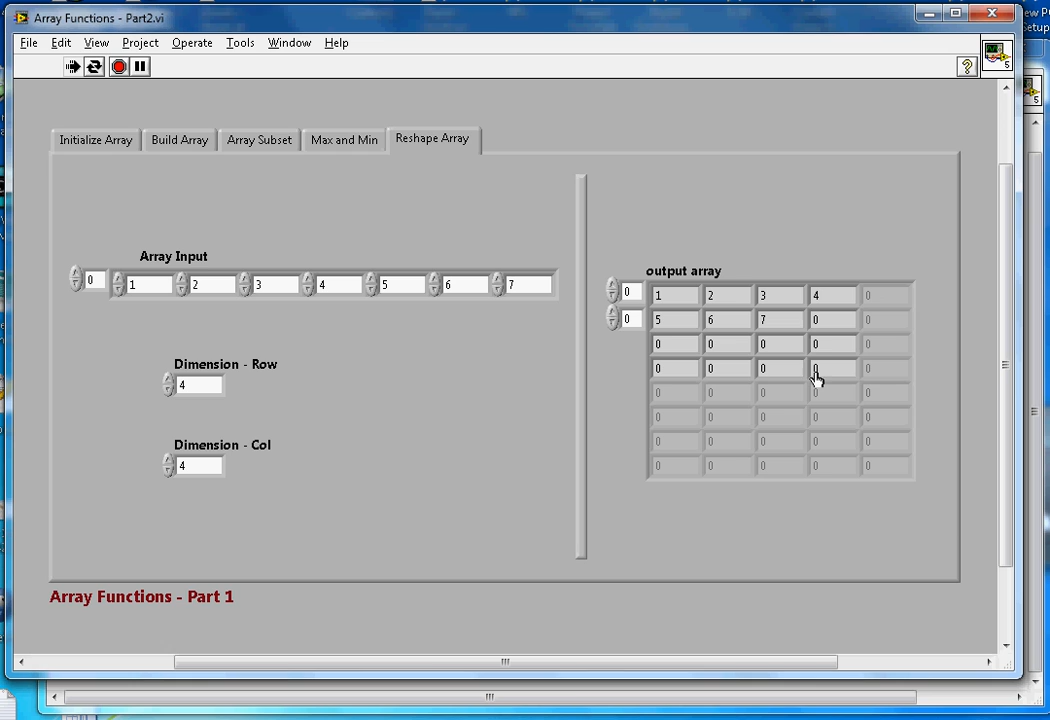 Array Functions - Part2.vi
File Edit View Project Operate Tools Window Help
?
5
Initialize Array Build Array Array Subset Max and Min Reshape Array
Array Input
0 1 2 3 4 5 6 7
Dimension - Row
4
Dimension - Col
4
output array
0 1 2 3 4 0
0 5 6 7 0 0
0 0 0 0 0
0 0 0 0 0
0 0 0 0 0
0 0 0 0 0
0 0 0 0 0
0 0 0 0 0
Array Functions - Part 1